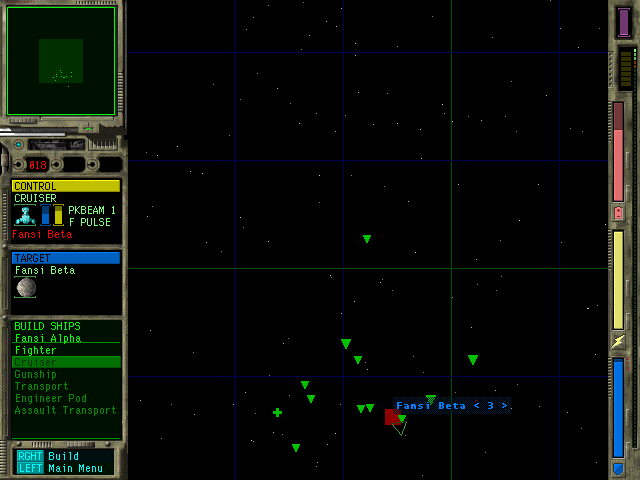 018
CONTROL
CRUISER
PKBEAM 1
F PULSE
Fansi Beta
TARGET
Fansi Beta
BUILD SHIPS
Fansi Alpha
Fighter
Cruiser
Gunship
Transport
Engineer Pod
Assault Transport
RGHT Build
LEFT Main Menu
Fansi Beta < 3 >